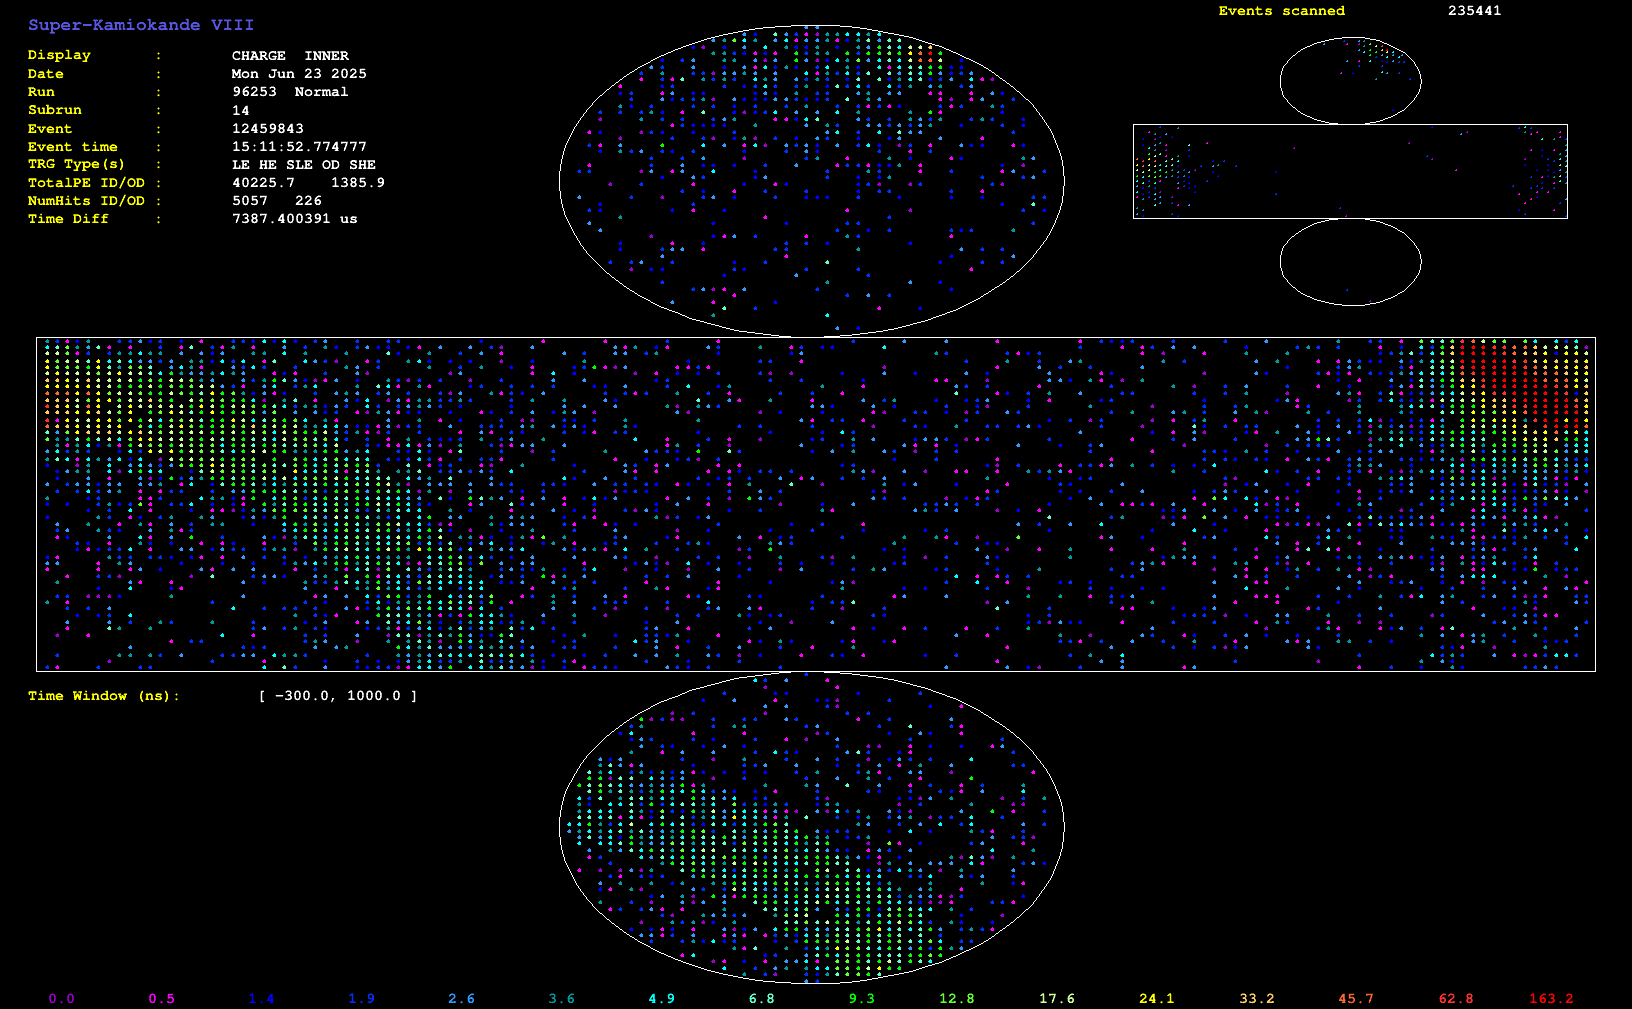 Super-Kamiokande VIII
Events scanned 235441
Display : CHARGE INNER
Date : Mon Jun 23 2025
Run : 96253 Normal
Subrun : 14
Event : 12459843
Event time : 15:11:52.774777
TRG Type(s) : LE HE SLE OD SHE
TotalPE ID/OD : 40225.7 1385.9
NumHits ID/OD : 5057 226
Time Diff : 7387.400391 us
Time Window (ns): [ −300.0, 1000.0 ]
0.0 0.5 1.4 1.9 2.6 3.6 4.9 6.8 9.3 12.8 17.6 24.1 33.2 45.7 62.8 163.2